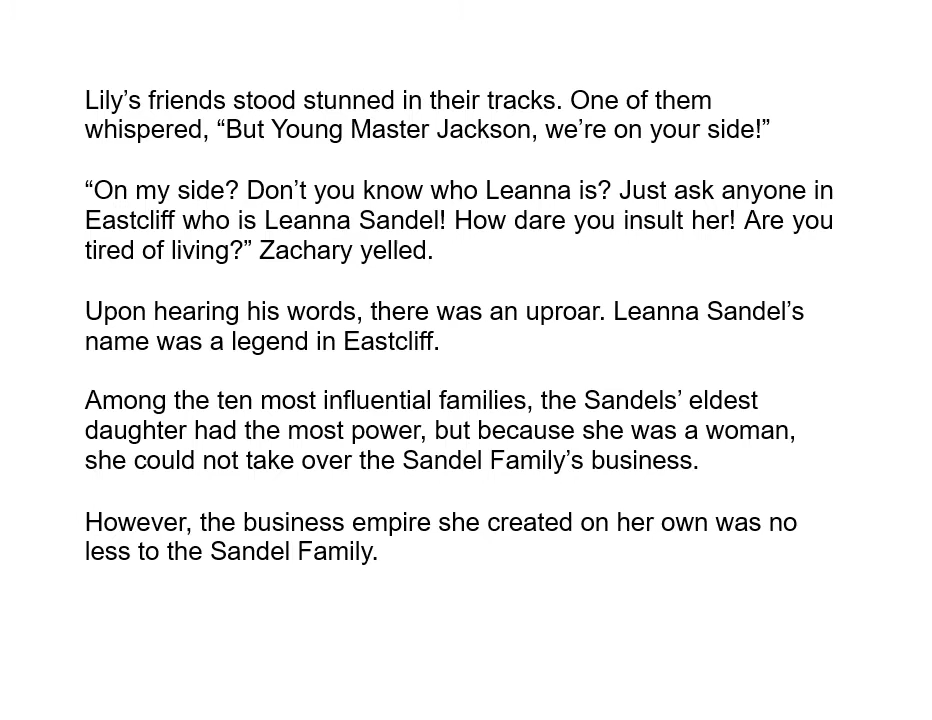 Lily’s friends stood stunned in their tracks. One of them
whispered, “But Young Master Jackson, we’re on your side!”
“On my side? Don’t you know who Leanna is? Just ask anyone in
Eastcliff who is Leanna Sandel! How dare you insult her! Are you
tired of living?” Zachary yelled.
Upon hearing his words, there was an uproar. Leanna Sandel’s
name was a legend in Eastcliff.
Among the ten most influential families, the Sandels’ eldest
daughter had the most power, but because she was a woman,
she could not take over the Sandel Family’s business.
However, the business empire she created on her own was no
less to the Sandel Family.